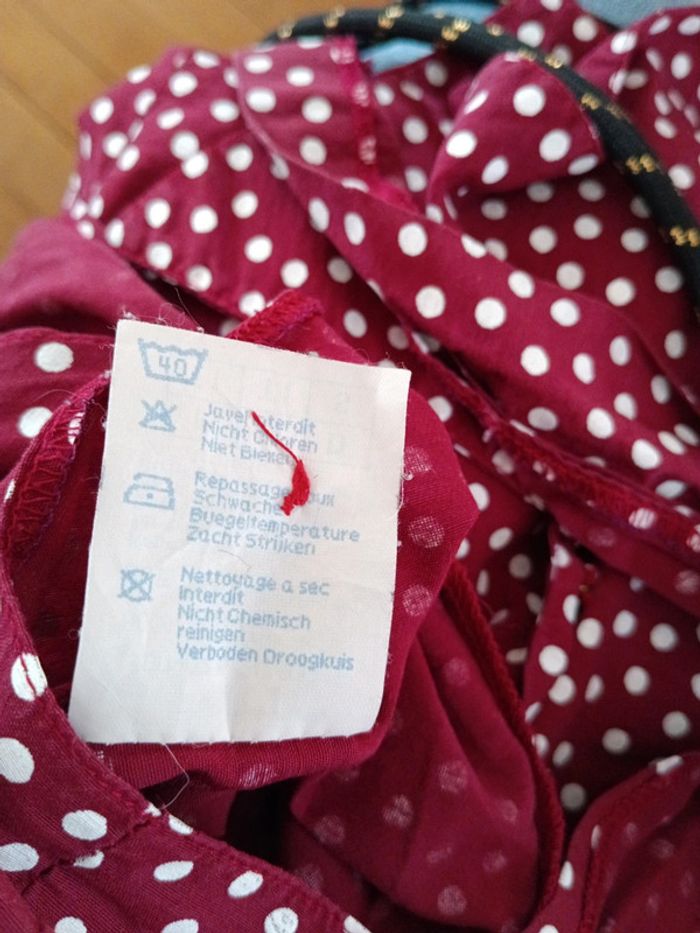 40
Javel Interdit
Nicht Chloren
Niet Bleken
Repassage Doux
Schwache
Buegeltemperature
Zacht Strijken
Nettoyage a sec
Interdit
Nicht Chemisch
reinigen
Verboden Droogkuis